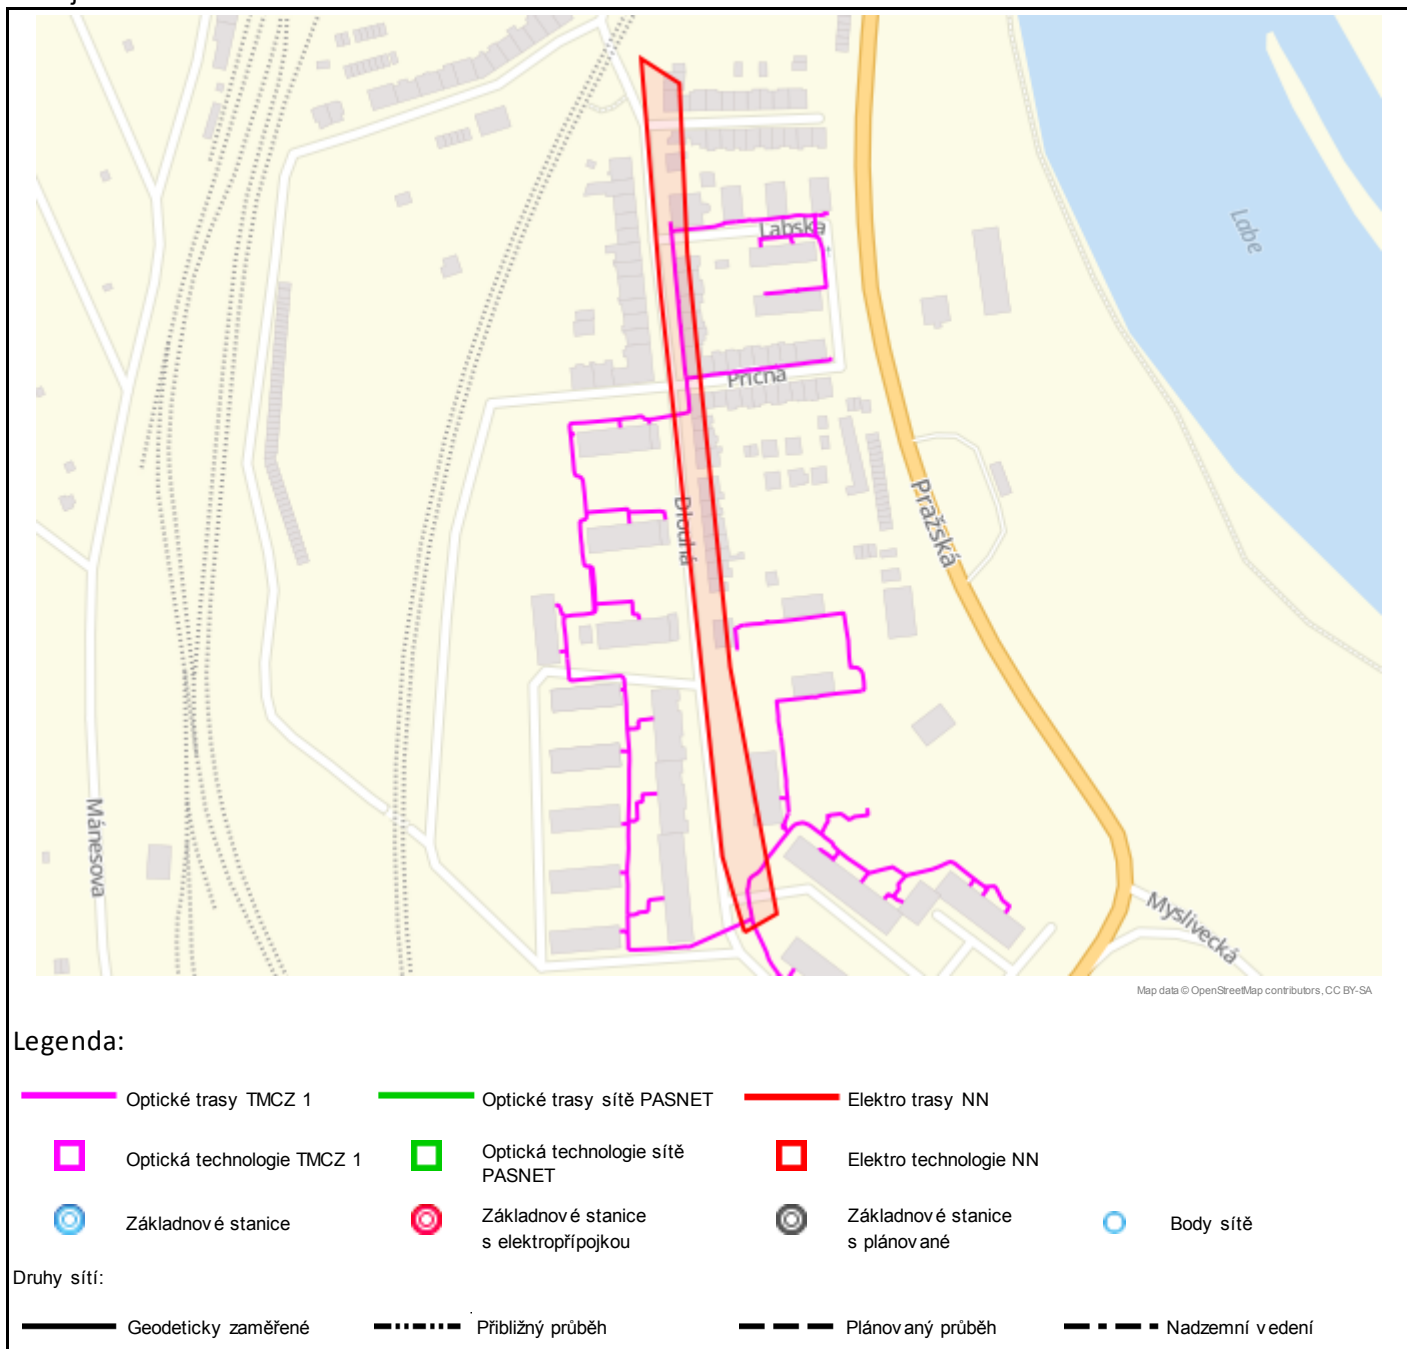 Labe
Labská
Příčná
Dlouhá
Pražská
Mánesova
Myslivecká
Map data © OpenStreetMap contributors, CC BY-SA
Legenda:
Optické trasy TMCZ 1
Optické trasy sítě PASNET
Elektro trasy NN
Optická technologie TMCZ 1
Optická technologie sítě
PASNET
Elektro technologie NN
Základnové stanice
Základnové stanice
s elektropřípojkou
Základnové stanice
s plánované
Body sítě
Druhy sítí:
Geodeticky zaměřené
Přibližný průběh
Plánovaný průběh
Nadzemní vedení